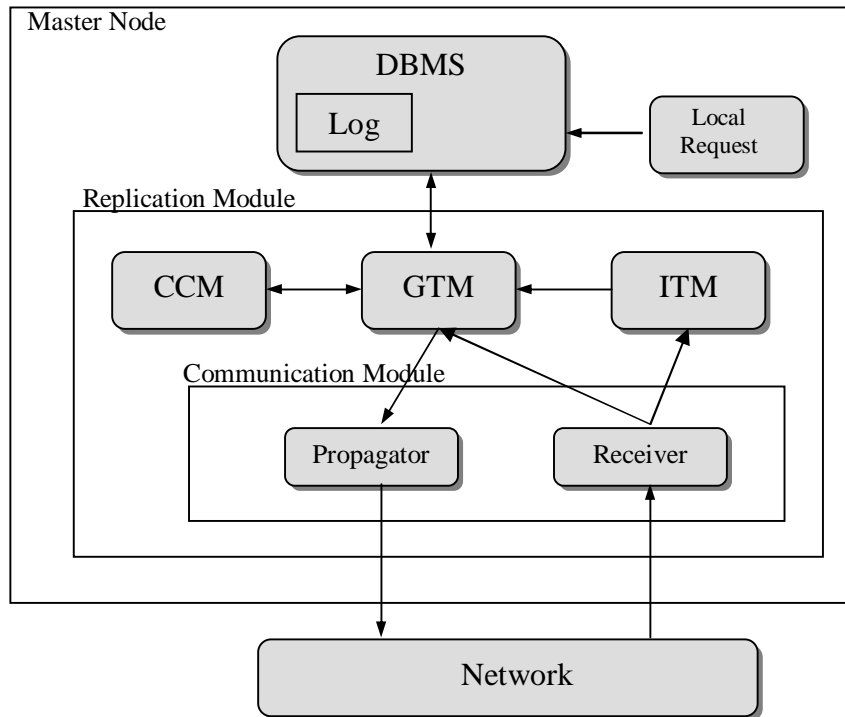 Master Node
DBMS
Log
Local
Request
Replication Module
CCM
GTM
ITM
Communication Module
Propagator
Receiver
Network